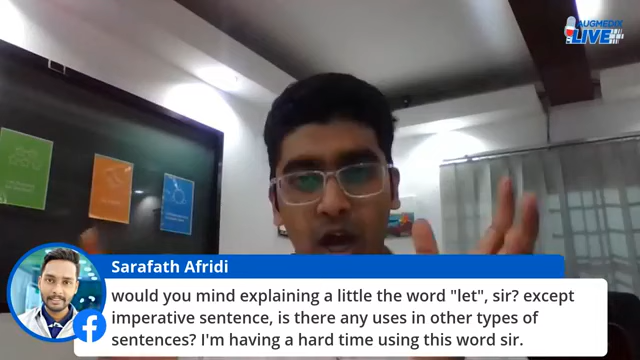 AUGMEDIX
LIVE
Sarafath Afridi
would you mind explaining a little the word "let", sir? except
imperative sentence, is there any uses in other types of
sentences? I'm having a hard time using this word sir.